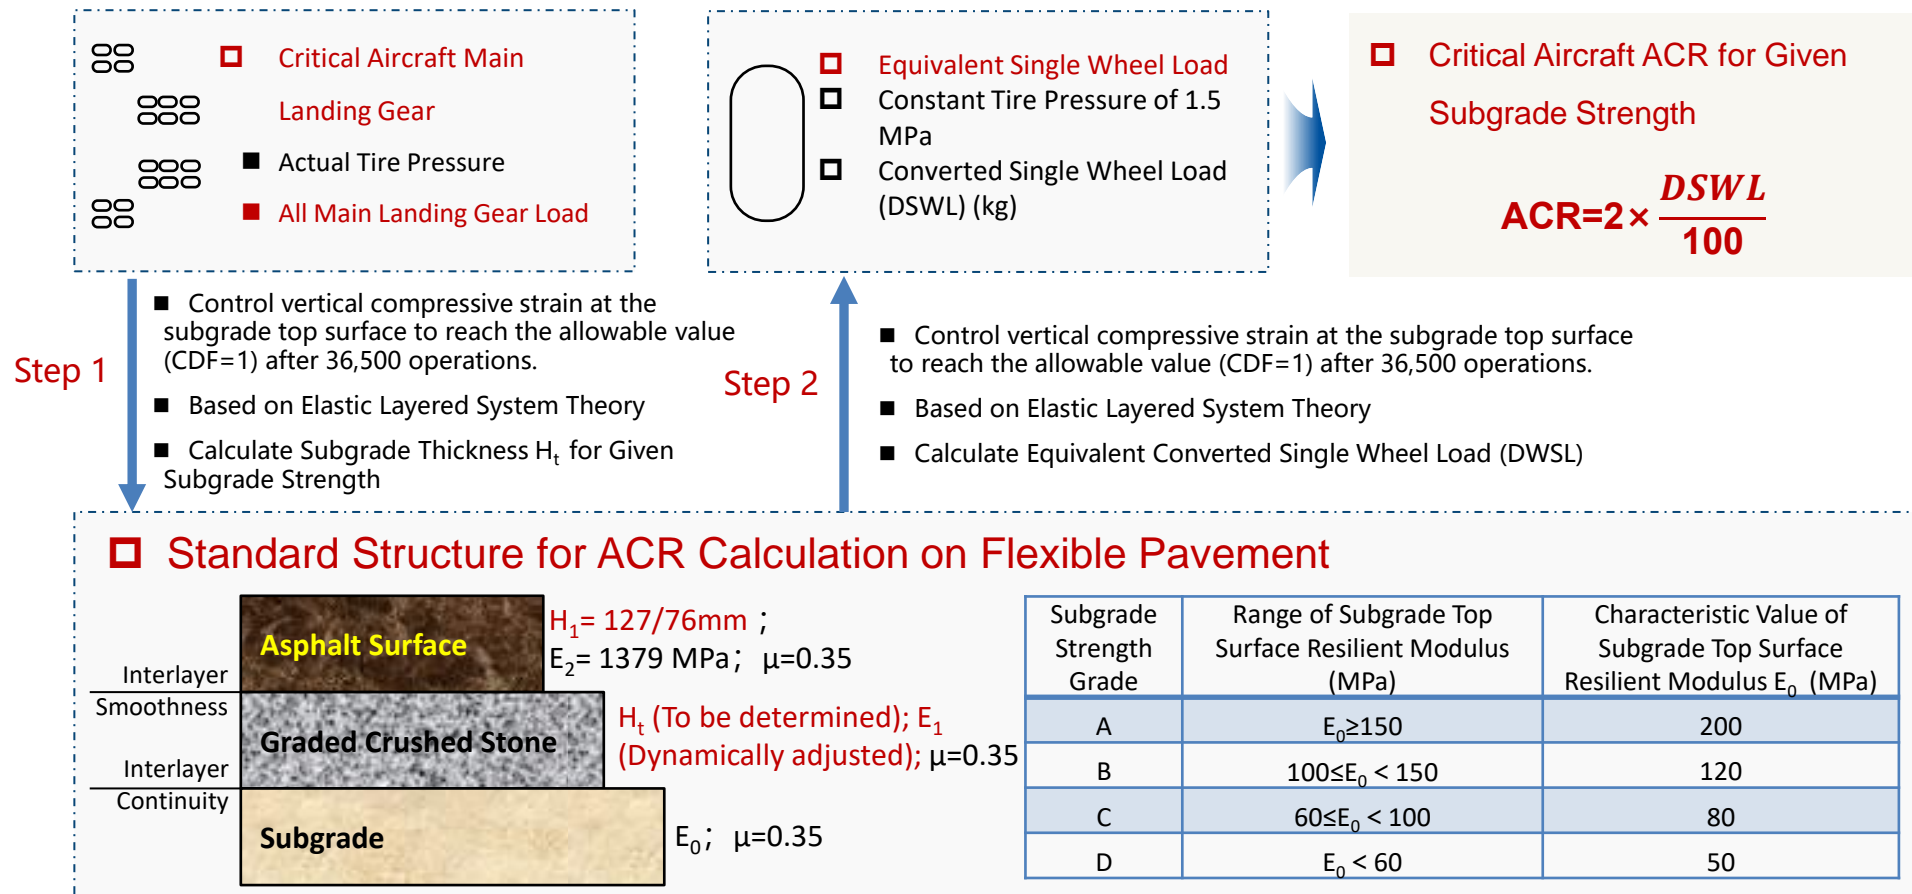 Critical Aircraft Main
Landing Gear
Actual Tire Pressure
All Main Landing Gear Load
Equivalent Single Wheel Load
Constant Tire Pressure of 1.5
MPa
Converted Single Wheel Load
(DSWL) (kg)
Critical Aircraft ACR for Given
Subgrade Strength
ACR=2× DSWL/100
Step 1
Control vertical compressive strain at the
subgrade top surface to reach the allowable value
(CDF=1) after 36,500 operations.
Based on Elastic Layered System Theory
Calculate Subgrade Thickness Hₜ for Given
Subgrade Strength
Step 2
Control vertical compressive strain at the subgrade top surface
to reach the allowable value (CDF=1) after 36,500 operations.
Based on Elastic Layered System Theory
Calculate Equivalent Converted Single Wheel Load (DWSL)
Standard Structure for ACR Calculation on Flexible Pavement
Asphalt Surface
H₁= 127/76mm ;
E₂= 1379 MPa; μ=0.35
Interlayer
Smoothness
Graded Crushed Stone
Hₜ (To be determined); E₁
(Dynamically adjusted); μ=0.35
Interlayer
Continuity
Subgrade
E₀; μ=0.35
Subgrade
Strength
Grade
Range of Subgrade Top
Surface Resilient Modulus
(MPa)
Characteristic Value of
Subgrade Top Surface
Resilient Modulus E₀ (MPa)
A E₀≥150 200
B 100≤E₀ < 150 120
C 60≤E₀ < 100 80
D E₀ < 60 50